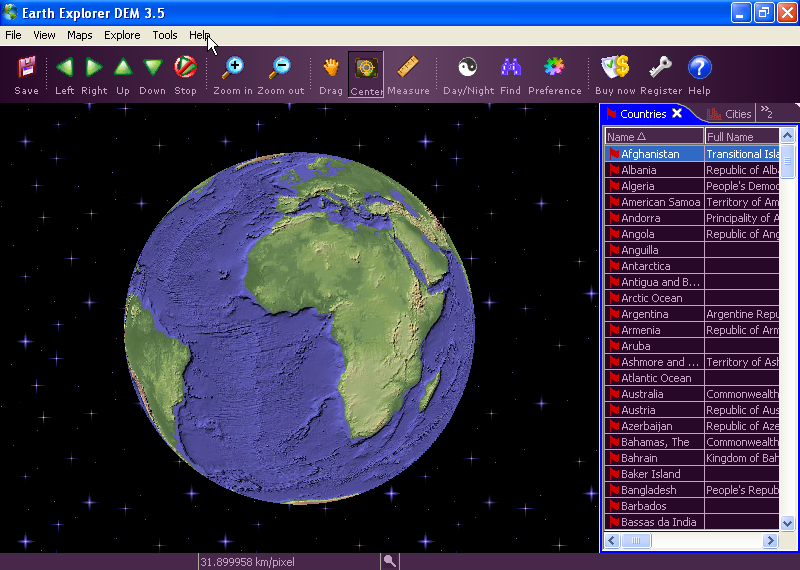 Earth Explorer DEM 3.5
File View Maps Explore Tools Help
Save Left Right Up Down Stop Zoom in Zoom out Drag Center Measure Day/Night Find Preferences Buy now Register Help
Countries Cities 2
Name Full Name
Afghanistan Transitional Isla
Albania Republic of Alb
Algeria People's Democ
American Samoa Territory of Am
Andorra Principality of A
Angola Republic of Ang
Anguilla
Antarctica
Antigua and B...
Arctic Ocean
Argentina Argentine Repu
Armenia Republic of Arm
Aruba
Ashmore and ... Territory of Ash
Atlantic Ocean
Australia Commonwealth
Austria Republic of Aus
Azerbaijan Republic of Aze
Bahamas, The Commonwealth
Bahrain Kingdom of Bah
Baker Island
Bangladesh People's Repub
Barbados
Bassas da India
31.899958 km/pixel